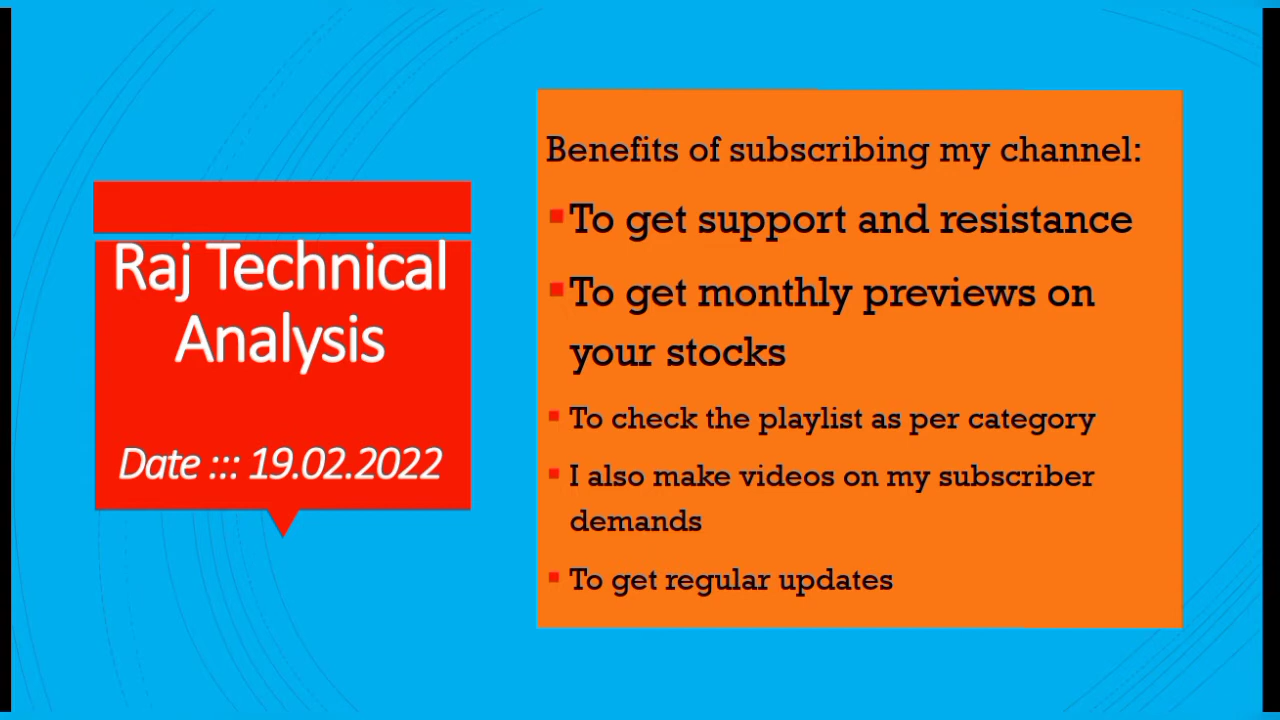 Raj Technical
Analysis
Date ::: 19.02.2022
Benefits of subscribing my channel:
To get support and resistance
To get monthly previews on
your stocks
To check the playlist as per category
I also make videos on my subscriber
demands
To get regular updates